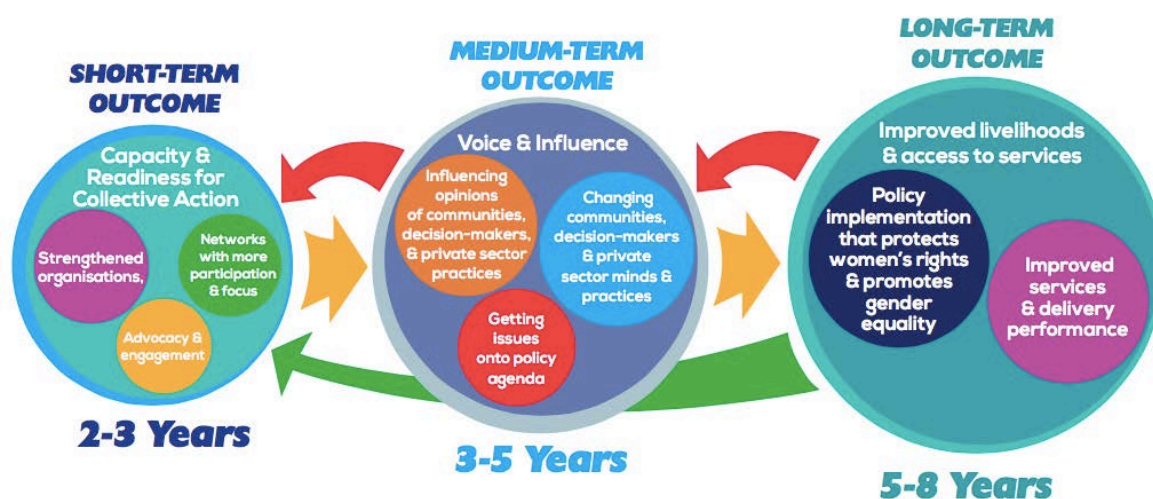 SHORT-TERM
OUTCOME
Capacity &
Readiness for
Collective Action
Strengthened
organisations,
Networks
with more
participation
& focus
Advocacy &
engagement
2-3 Years
MEDIUM-TERM
OUTCOME
Voice & Influence
Influencing
opinions
of communities,
decision-makers,
& private sector
practices
Changing
communities,
decision-makers
& private
sector minds &
practices
Getting
issues
onto policy
agenda
3-5 Years
LONG-TERM
OUTCOME
Improved livelihoods
& access to services
Policy
implementation
that protects
women's rights
& promotes
gender
equality
Improved
services
& delivery
performance
5-8 Years